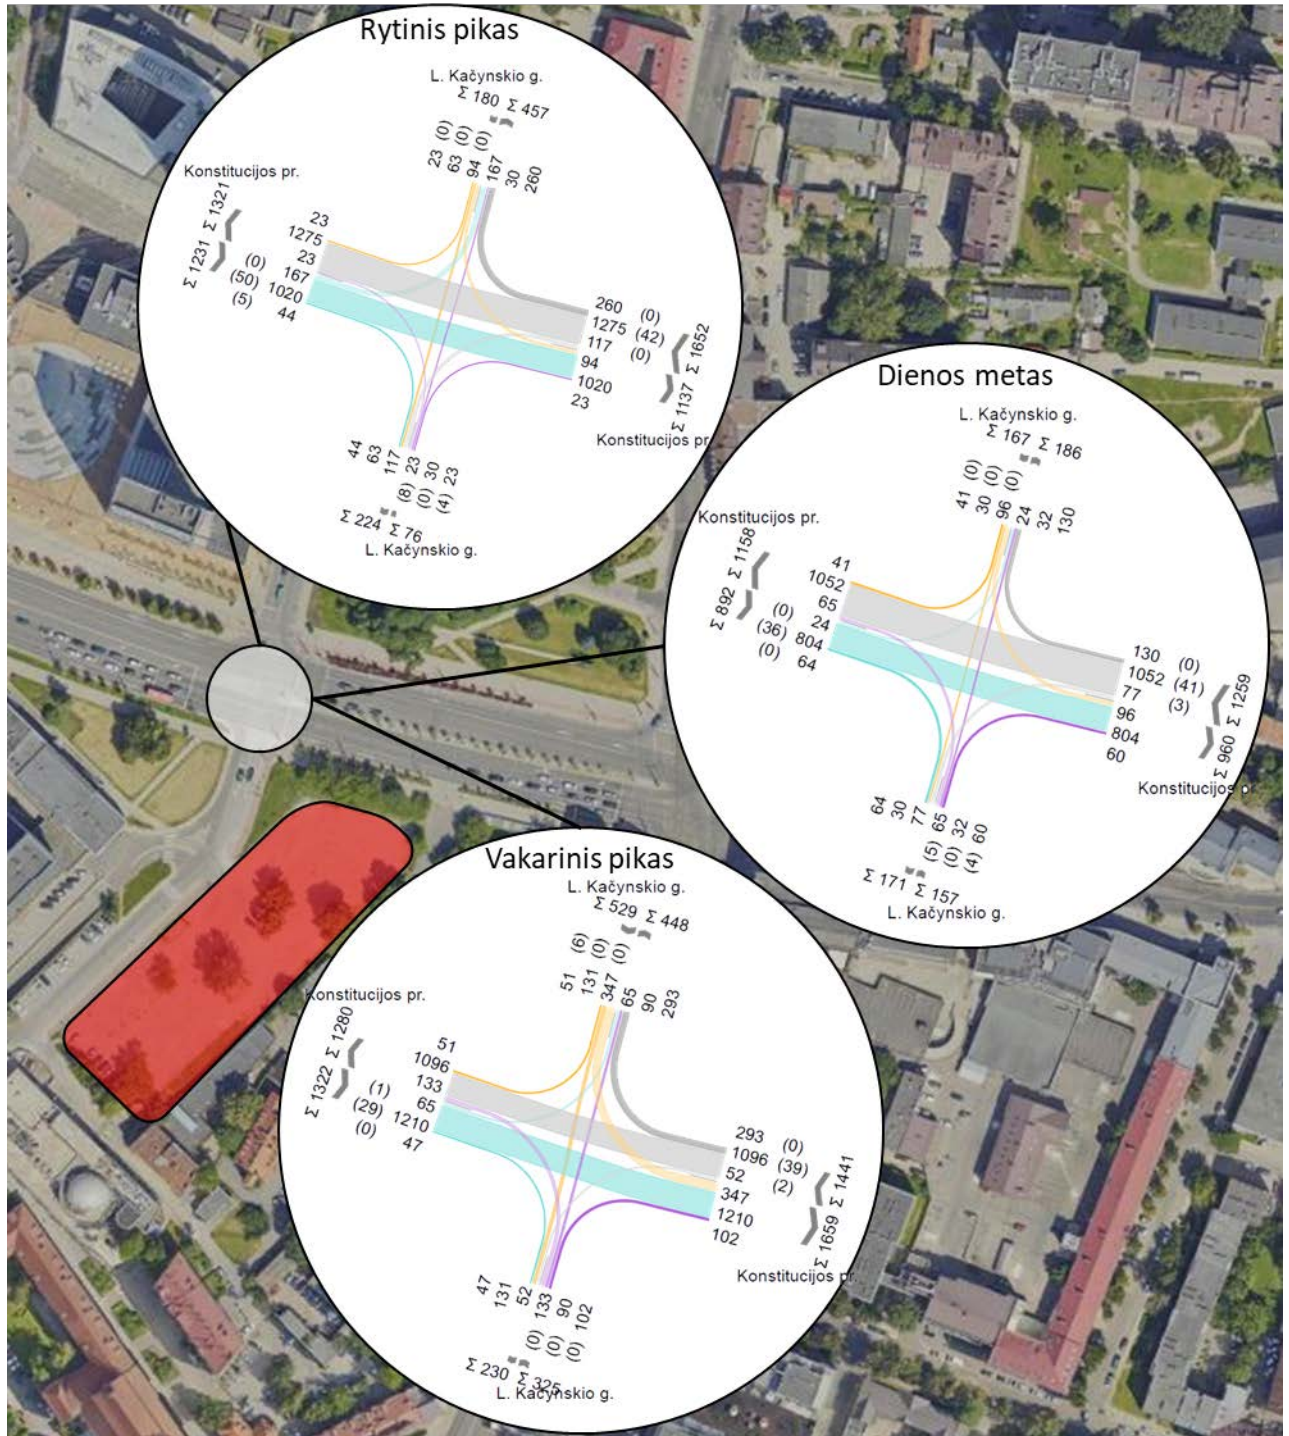 Rytinis pikas
L. Kačynskio g.
Σ 180 Σ 457
23 (0)
63 (0)
94 (0)
167
30
260
Konstitucijos pr.
Σ 1231 Σ 1321
23
1275
23
(0) 167
(50) 1020
(5) 44
260 (0)
1275 (42)
117 (0)
94
1020
23
Σ 1137 Σ 1652
Konstitucijos pr
44
63
117
23 (8)
30 (0)
23 (4)
Σ 224 Σ 76
L. Kačynskio g.
Dienos metas
L. Kačynskio g.
Σ 167 Σ 186
41 (0)
30 (0)
96 (0)
24
32
130
Konstitucijos pr.
Σ 892 Σ 1158
41
1052
65
(0) 24
(36) 804
(0) 64
130 (0)
1052 (41)
77 (3)
96
804
60
Σ 960 Σ 1259
Konstitucijos pr
64
30
77
65 (5)
32 (0)
60 (4)
Σ 171 Σ 157
L. Kačynskio g.
Vakarinis pikas
L. Kačynskio g.
Σ 529 Σ 448
51 (6)
131 (0)
347 (0)
65
90
293
Konstitucijos pr.
Σ 1322 Σ 1280
51
1096
133
(1) 65
(29) 1210
(0) 47
293 (0)
1096 (39)
52 (2)
347
1210
102
Σ 1659 Σ 1441
Konstitucijos pr.
47
131
52
133 (0)
90 (0)
102 (0)
Σ 230 Σ 325
L. Kačynskio g.